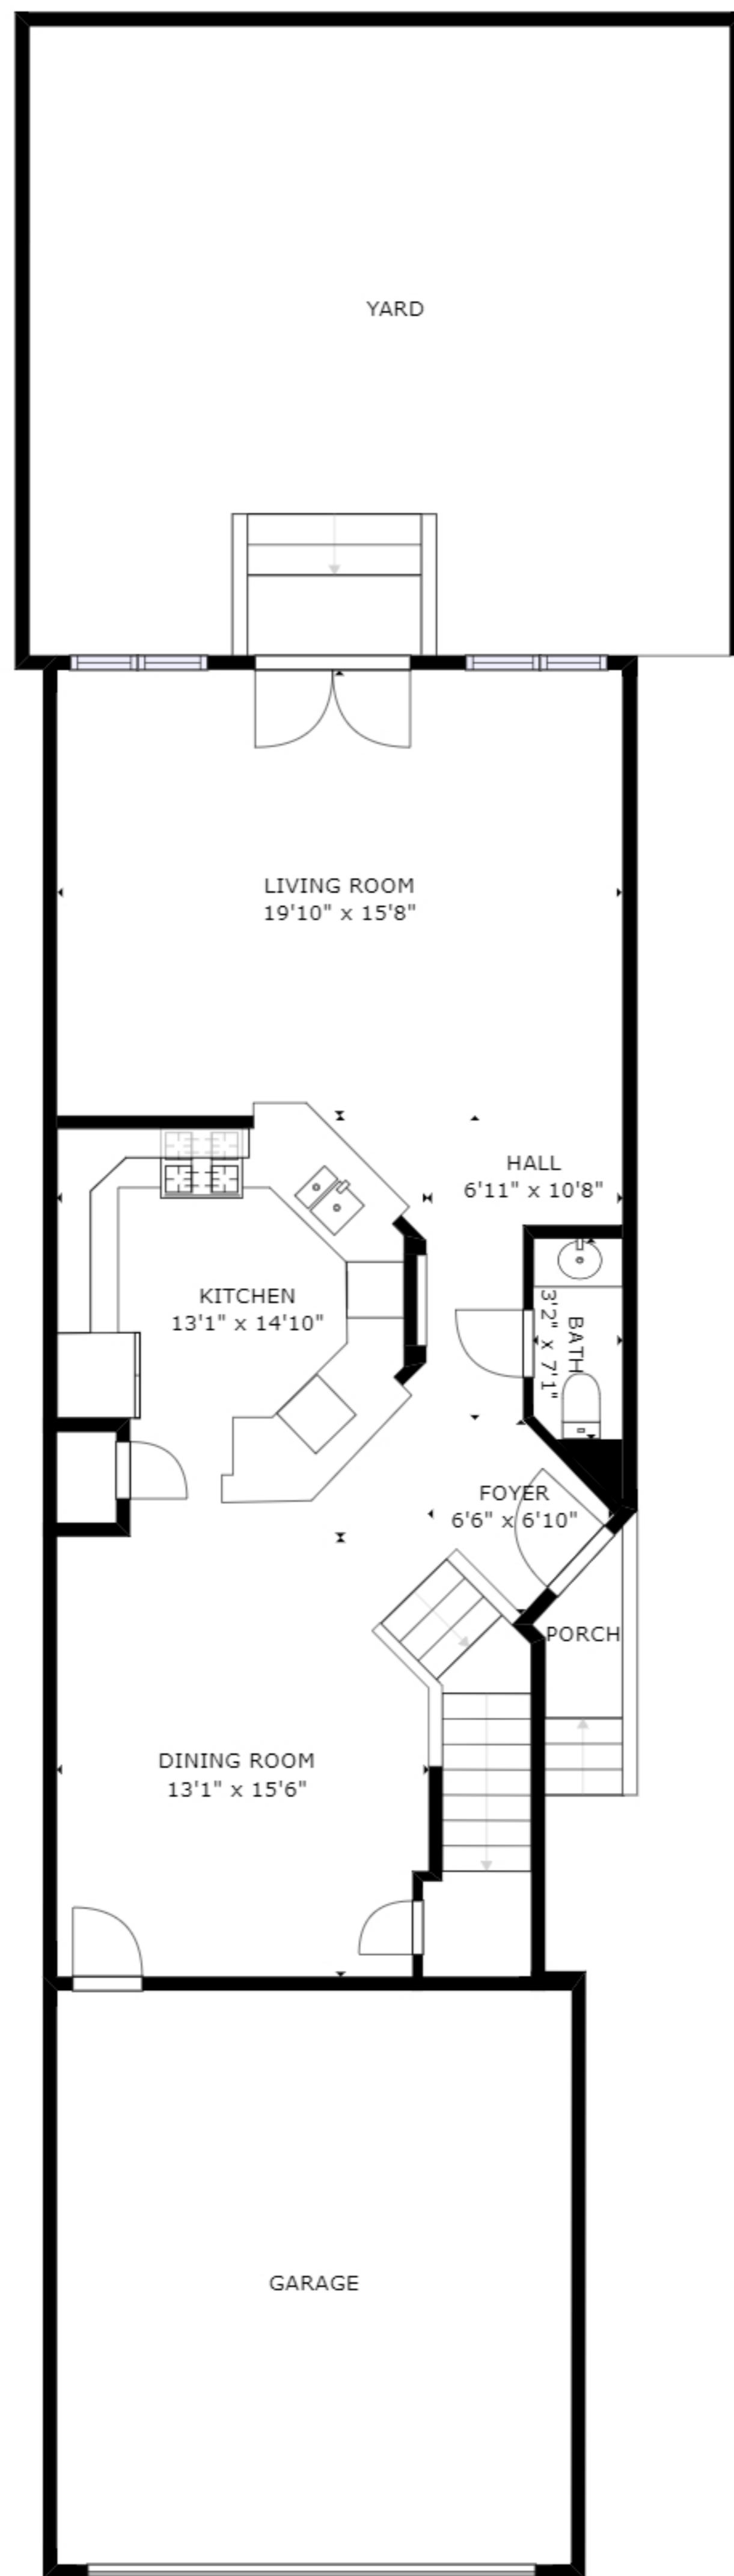 YARD
LIVING ROOM
19'10" x 15'8"
HALL
6'11" x 10'8"
KITCHEN
13'1" x 14'10"
BATH
3'2" x 7'1"
FOYER
6'6" x 6'10"
PORCH
DINING ROOM
13'1" x 15'6"
GARAGE